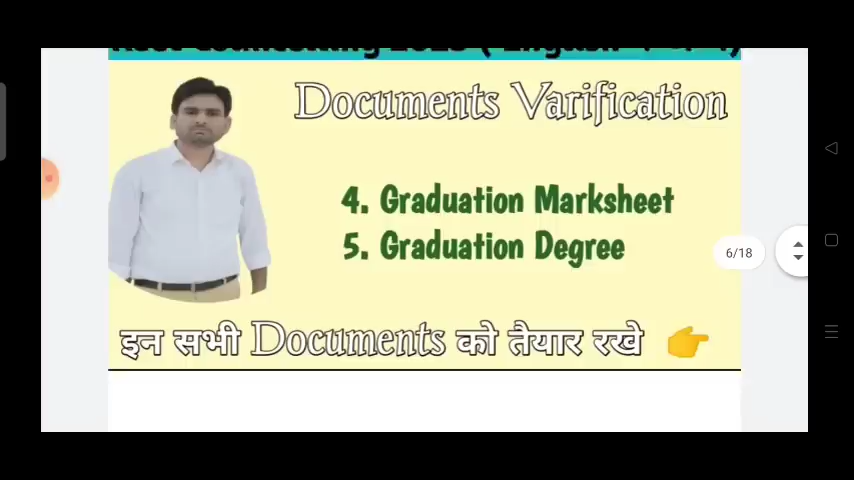 Documents Varification
4. Graduation Marksheet
5. Graduation Degree
6/18
इन सभी Documents को तैयार रखे